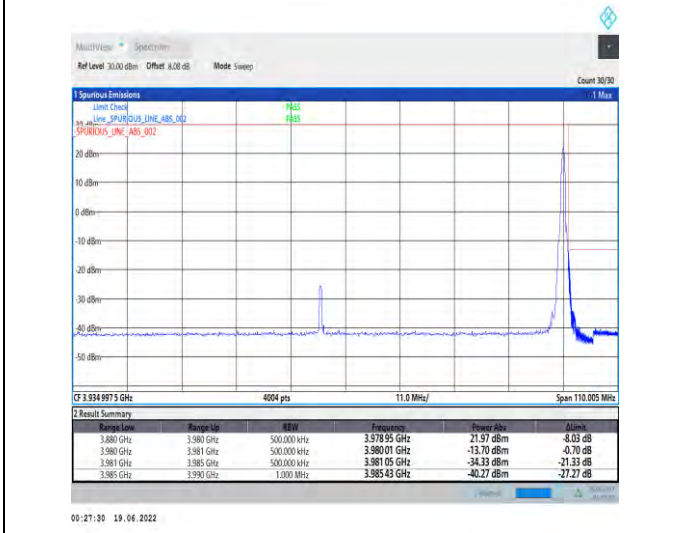 MultiView Spectrum
Ref Level 30.00 dBm Offset 8.08 dB Mode Sweep
Count 30/30
1 Spurious Emissions 1 Max
Limit Check PASS
Line _SPURIOUS_LINE_ABS_002 PASS
_SPURIOUS_LINE_ABS_002
20 dBm
10 dBm
0 dBm
-10 dBm
-20 dBm
-30 dBm
-40 dBm
-50 dBm
CF 3.934 997 5 GHz 4004 pts 11.0 MHz/ Span 110.005 MHz
2 Result Summary
Range Low Range Up RBW Frequency Power Abs ΔLimit
3.880 GHz 3.980 GHz 500.000 kHz 3.978 95 GHz 21.97 dBm -8.03 dB
3.980 GHz 3.981 GHz 500.000 kHz 3.980 01 GHz -13.70 dBm -0.70 dB
3.981 GHz 3.985 GHz 500.000 kHz 3.981 05 GHz -34.33 dBm -21.33 dB
3.985 GHz 3.990 GHz 1.000 MHz 3.985 43 GHz -40.27 dBm -27.27 dB
00:27:30 19.06.2022